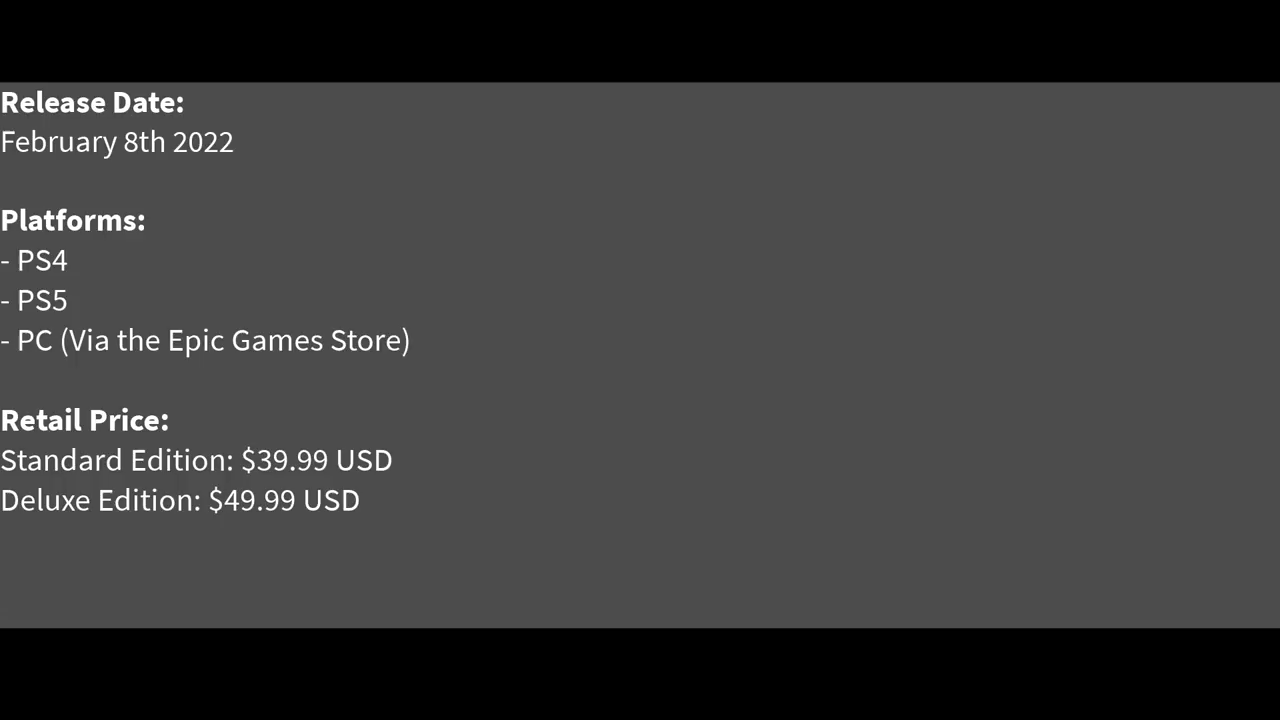 Release Date:
February 8th 2022
Platforms:
- PS4
- PS5
- PC (Via the Epic Games Store)
Retail Price:
Standard Edition: $39.99 USD
Deluxe Edition: $49.99 USD